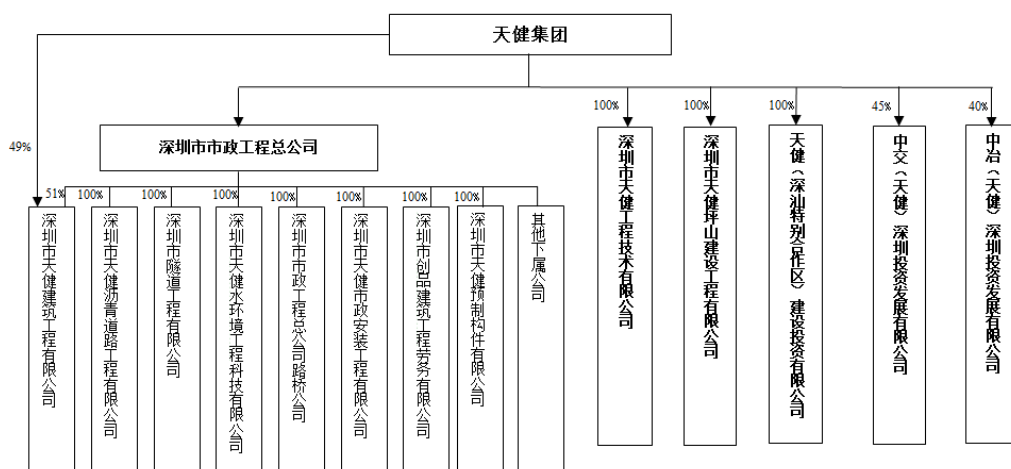 天健集团
100%
100%
100%
45%
40%
49%
深圳市市政工程总公司
51%
100%
100%
100%
100%
100%
100%
100%
深圳市天健工程技术有限公司
深圳市天健坪山建设工程有限公司
天健（深汕特别合作区）建设投资有限公司
中交（天健）深圳投资发展有限公司
中冶（天健）深圳投资发展有限公司
深圳市天健建筑工程有限公司
深圳市天健沥青道路工程有限公司
深圳市隧道工程有限公司
深圳市天健水环境工程科技有限公司
深圳市市政工程总公司路桥公司
深圳市天健市政安装工程有限公司
深圳市创品建筑工程劳务有限公司
深圳市天健预制构件有限公司
其他下属公司